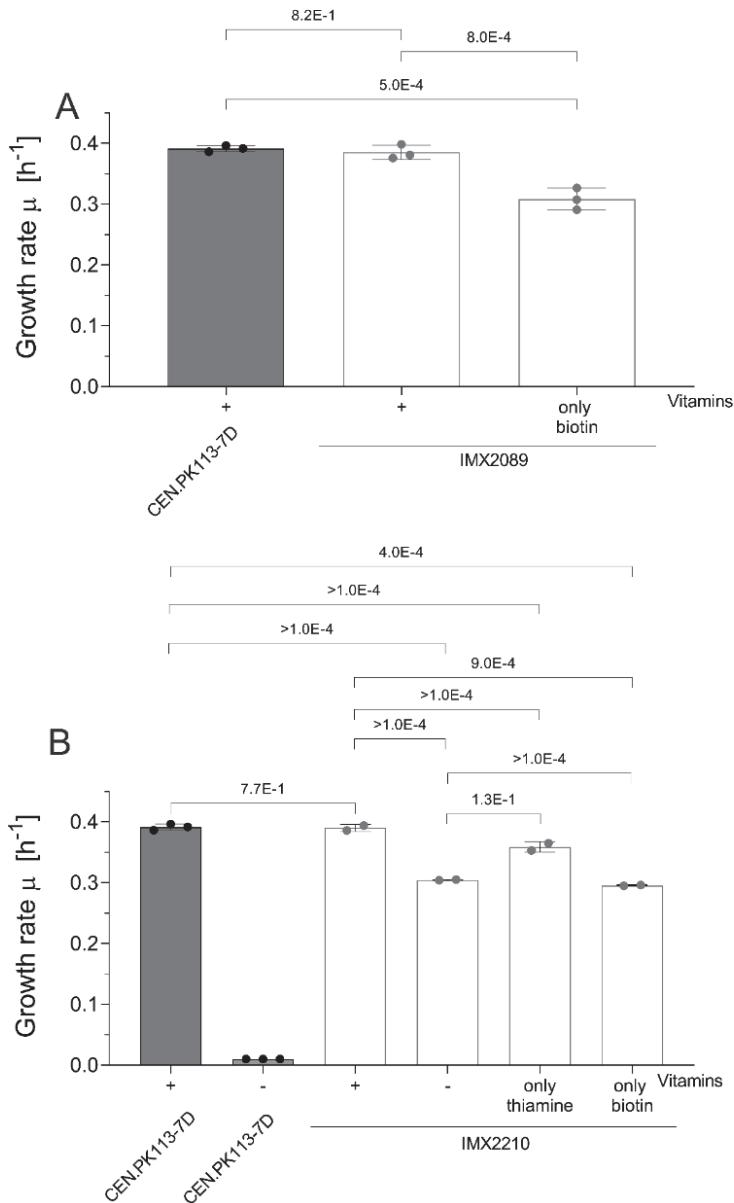 8.2E-1
8.0E-4
5.0E-4
A
Growth rate μ [h-1]
0.4
0.3
0.2
0.1
0.0
+
+
only
biotin
Vitamins
CEN.PK113-7D
IMX2089
4.0E-4
>1.0E-4
>1.0E-4
9.0E-4
>1.0E-4
>1.0E-4
>1.0E-4
7.7E-1
1.3E-1
B
Growth rate μ [h-1]
0.4
0.3
0.2
0.1
0.0
+
-
+
-
only
thiamine
only
biotin
Vitamins
CEN.PK113-7D
CEN.PK113-7D
IMX2210